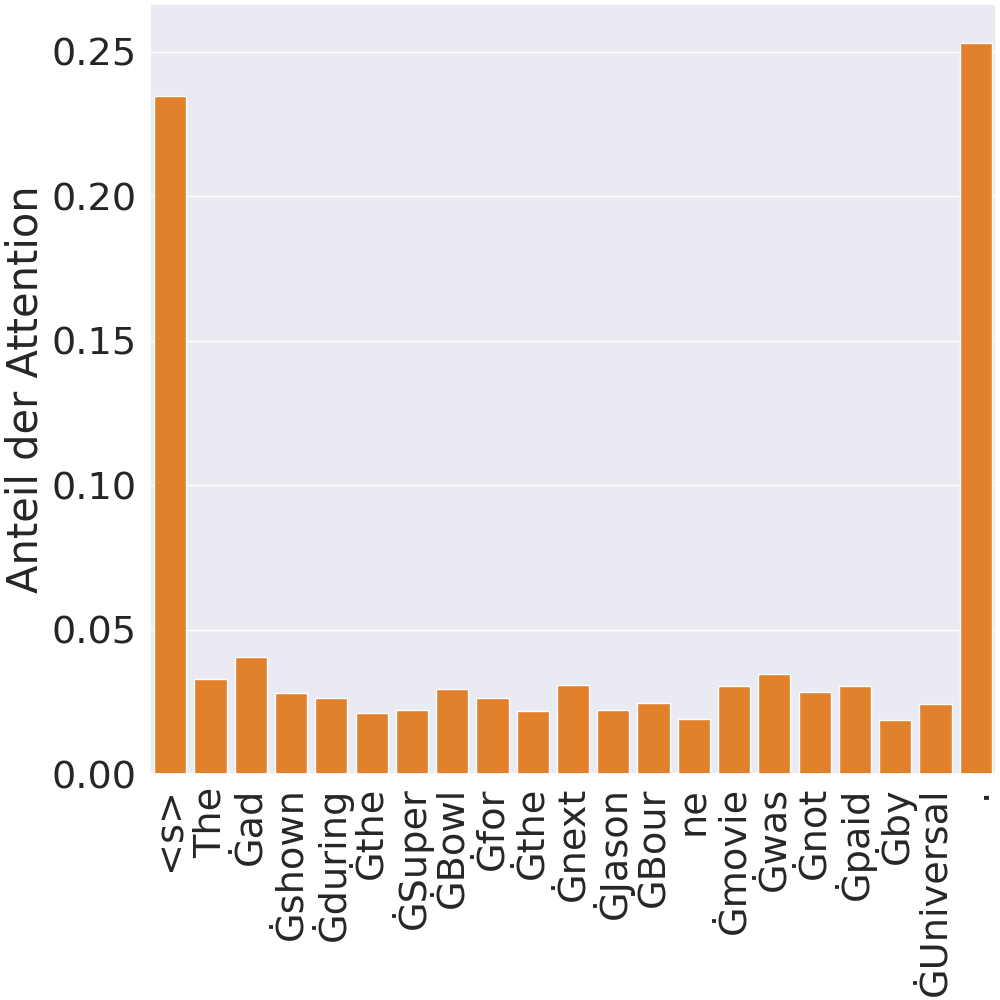 Anteil der Attention
0.25
0.20
0.15
0.10
0.05
0.00
<s>
The
Ġad
Ġshown
Ġduring
Ġthe
ĠSuper
ĠBowl
Ġfor
Ġthe
Ġnext
ĠJason
ĠBour
ne
Ġmovie
Ġwas
Ġnot
Ġpaid
Ġby
ĠUniversal
.